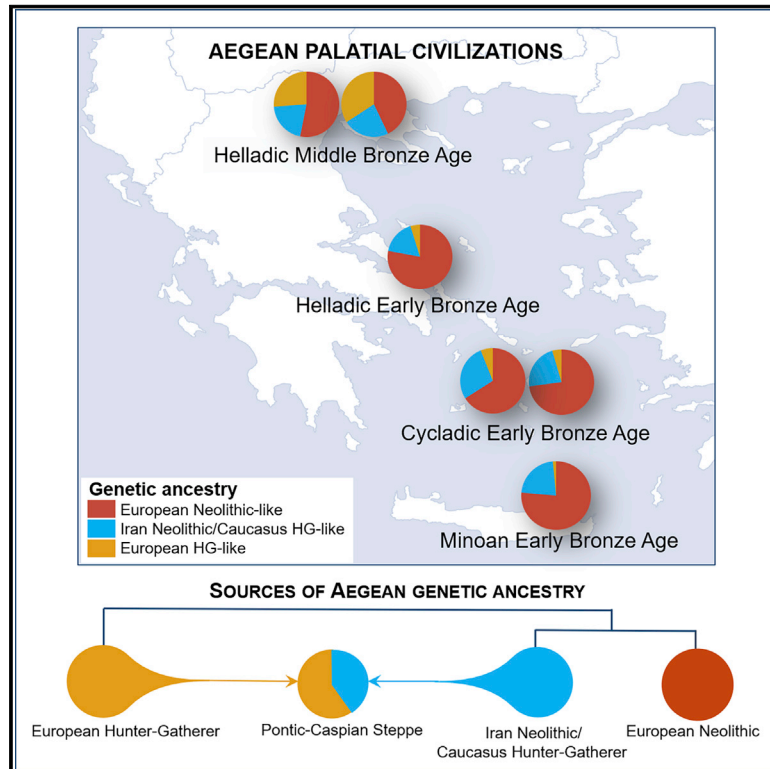 AEGEAN PALATIAL CIVILIZATIONS
Helladic Middle Bronze Age
Helladic Early Bronze Age
Cycladic Early Bronze Age
Minoan Early Bronze Age
Genetic ancestry
European Neolithic-like
Iran Neolithic/Caucasus HG-like
European HG-like
SOURCES OF AEGEAN GENETIC ANCESTRY
European Hunter-Gatherer
Pontic-Caspian Steppe
Iran Neolithic/
Caucasus Hunter-Gatherer
European Neolithic